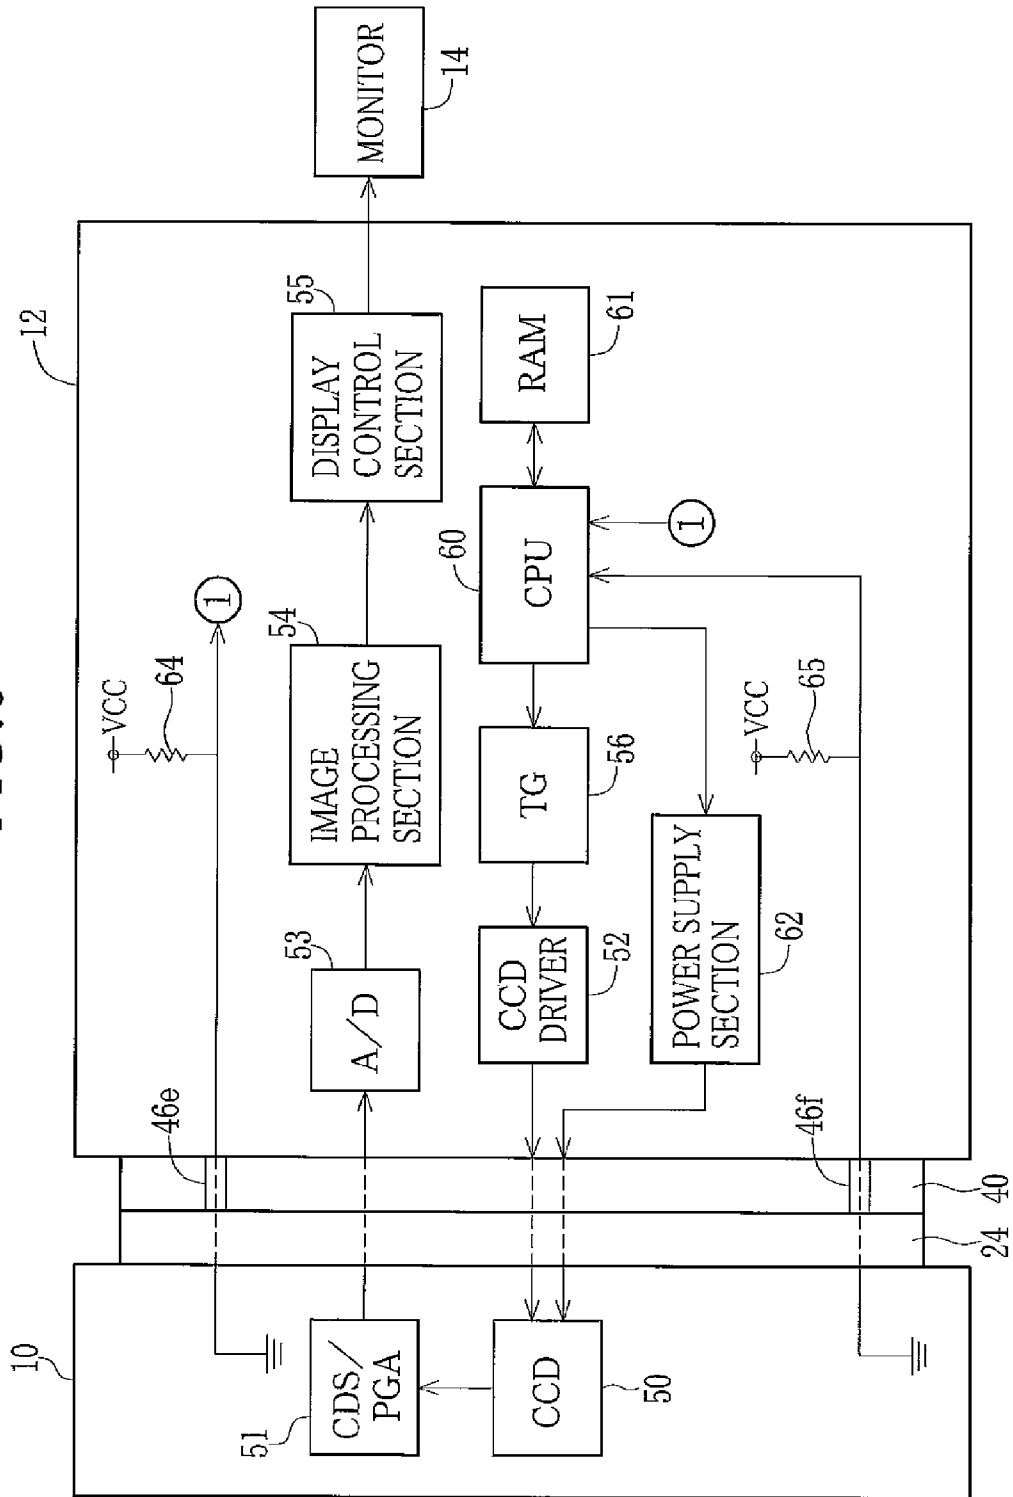 12
MONITOR
14
VCC
64
1
55
DISPLAY
CONTROL
SECTION
54
IMAGE
PROCESSING
SECTION
53
A/D
46e
10
51
CDS/
PGA
CCD
50
CCD
DRIVER
52
TG
56
60
CPU
RAM
61
1
POWER SUPPLY
SECTION
62
VCC
65
46f
40
24